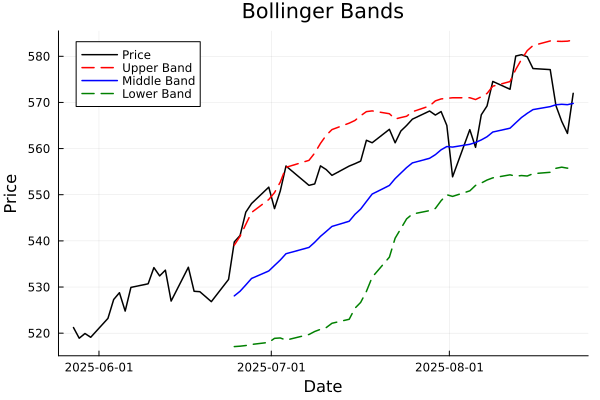 Bollinger Bands
Price
Upper Band
Middle Band
Lower Band
580
570
560
550
540
530
520
Price
2025-06-01 2025-07-01 2025-08-01
Date